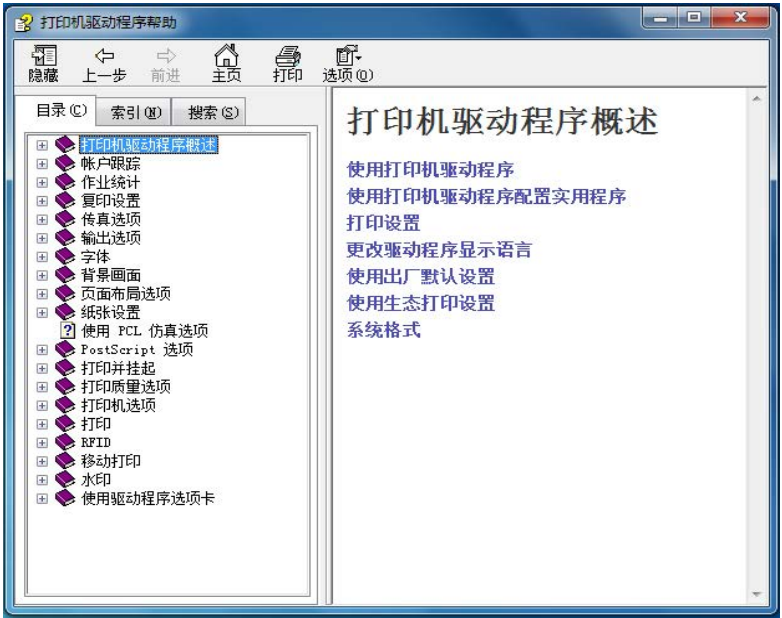 打印机驱动程序帮助
隐藏 上一步 前进 主页 打印 选项(O)
目录(C) 索引(N) 搜索(S)
打印机驱动程序概述
帐户跟踪
作业统计
复印设置
传真选项
输出选项
字体
背景画面
页面布局选项
纸张设置
使用 PCL 仿真选项
PostScript 选项
打印并挂起
打印质量选项
打印机选项
打印
RFID
移动打印
水印
使用驱动程序选项卡
打印机驱动程序概述
使用打印机驱动程序
使用打印机驱动程序配置实用程序
打印设置
更改驱动程序显示语言
使用出厂默认设置
使用生态打印设置
系统格式